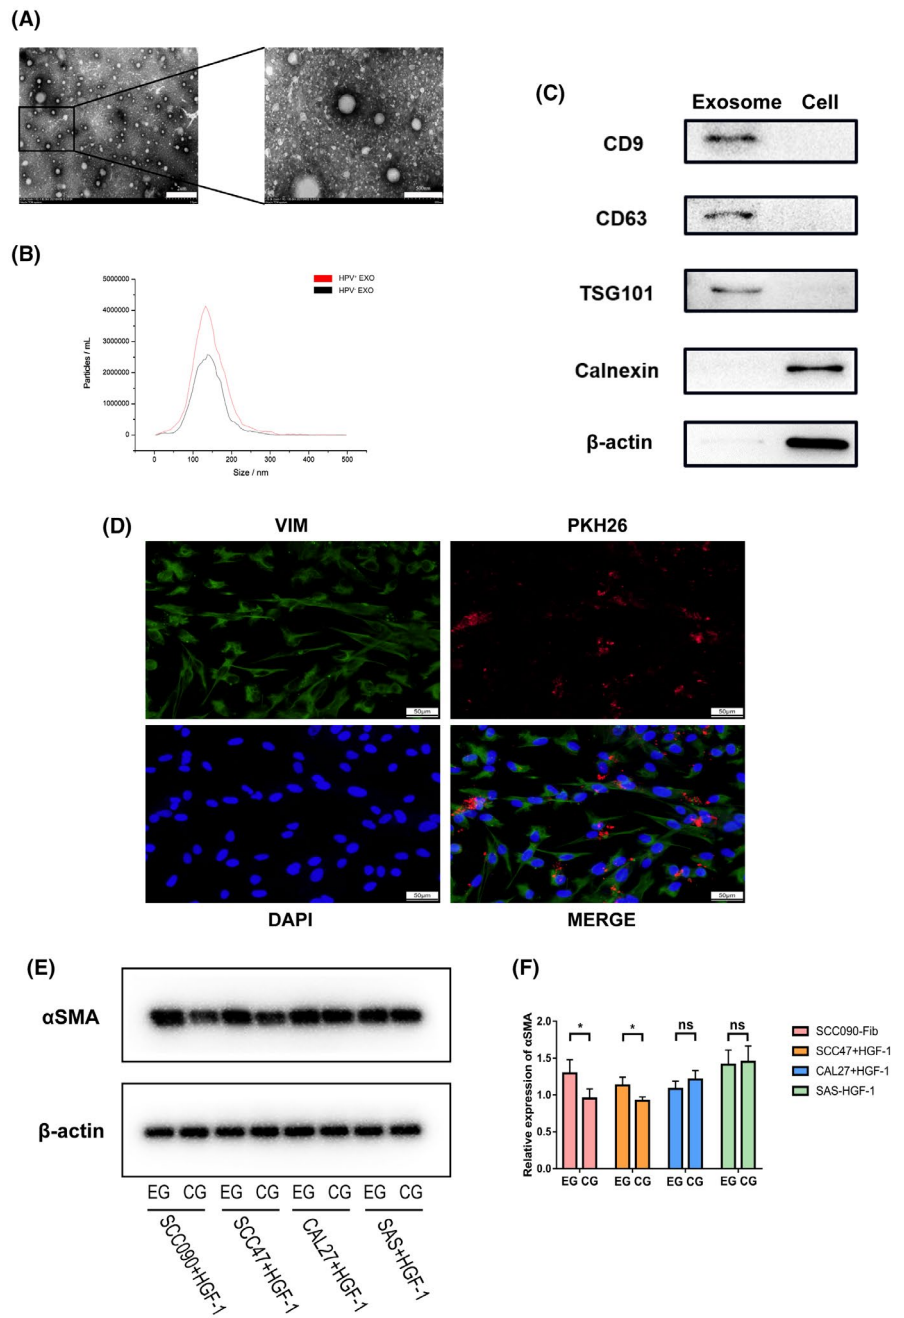 (A)
2um
100nm
(B)
5000000
4000000
3000000
2000000
1000000
0
Particles / mL
0 100 200 300 400 500
Size / nm
HPV⁺ EXO
HPV⁻ EXO
(C)
Exosome Cell
CD9
CD63
TSG101
Calnexin
β-actin
(D)
VIM PKH26
50μm 50μm
50μm 50μm
DAPI MERGE
(E)
αSMA
β-actin
EG CG EG CG EG CG EG CG
SCC090+HGF-1
SCC47+HGF-1
CAL27+HGF-1
SAS+HGF-1
(F)
Relative expression of αSMA
2.0
1.5
1.0
0.5
0.0
* * ns ns
EG CG EG CG EG CG EG CG
SCC090-Fib
SCC47+HGF-1
CAL27+HGF-1
SAS-HGF-1